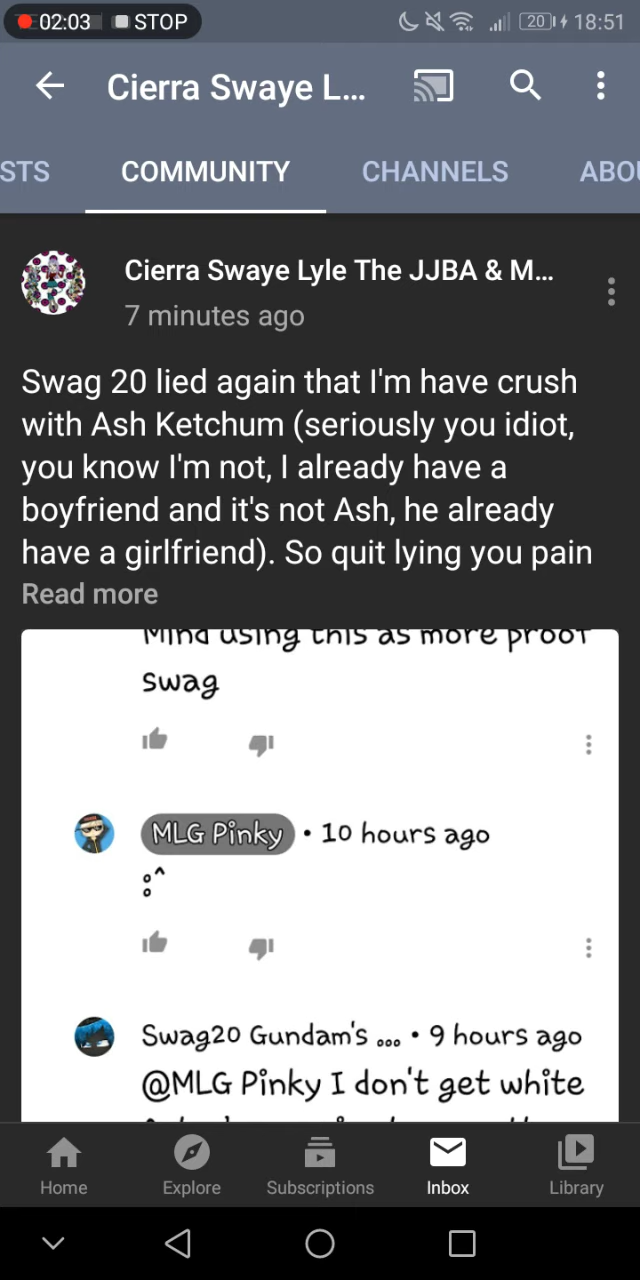 02:03 STOP 20 18:51
Cierra Swaye L...
STS COMMUNITY CHANNELS ABOU
Cierra Swaye Lyle The JJBA & M...
7 minutes ago
Swag 20 lied again that I'm have crush
with Ash Ketchum (seriously you idiot,
you know I'm not, I already have a
boyfriend and it's not Ash, he already
have a girlfriend). So quit lying you pain
Read more
Mind using this as more proof
swag
MLG Pinky • 10 hours ago
:^
Swag20 Gundam's ... • 9 hours ago
@MLG Pinky I don't get white
Home Explore Subscriptions Inbox Library